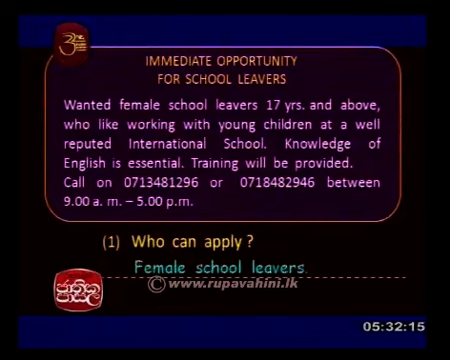 IMMEDIATE OPPORTUNITY
FOR SCHOOL LEAVERS
Wanted female school leavers 17 yrs. and above,
who like working with young children at a well
reputed International School. Knowledge of
English is essential. Training will be provided.
Call on 0713481296 or 0718482946 between
9.00 a. m. – 5.00 p.m.
(1) Who can apply ?
Female school leavers.
ජාතික
පාසල
© www.rupavahini.lk
05:32:15